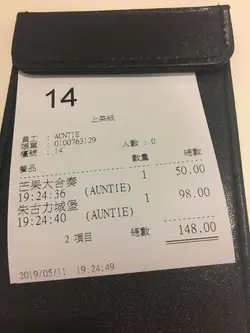 14
上菜紙
員工 : AUNTIE
帳單 : 0100763129
檯號 : 14 人數 : 0
餐品 數量 總數
芒果大合奏 1 50.00
19:24:36 (AUNTIE)
朱古力城堡 1 98.00
19:24:40 (AUNTIE)
2 項目 總數 148.00
2019/05/11 19:24:49